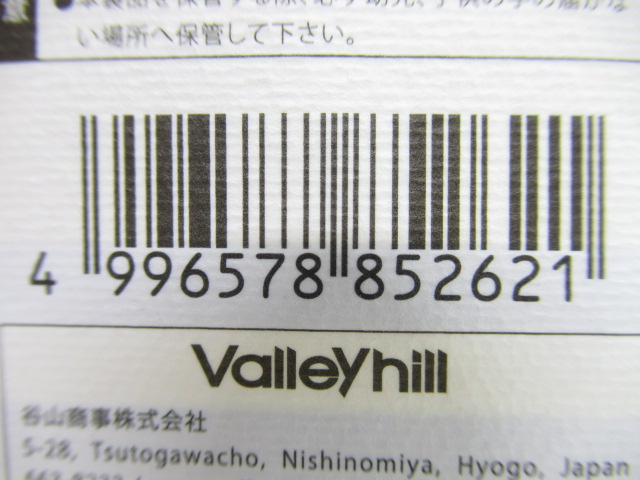 い場所へ保管して下さい。
4 996578 852621
Valleyhill
谷山商事株式会社
5-28, Tsutogawacho, Nishinomiya, Hyogo, Japan